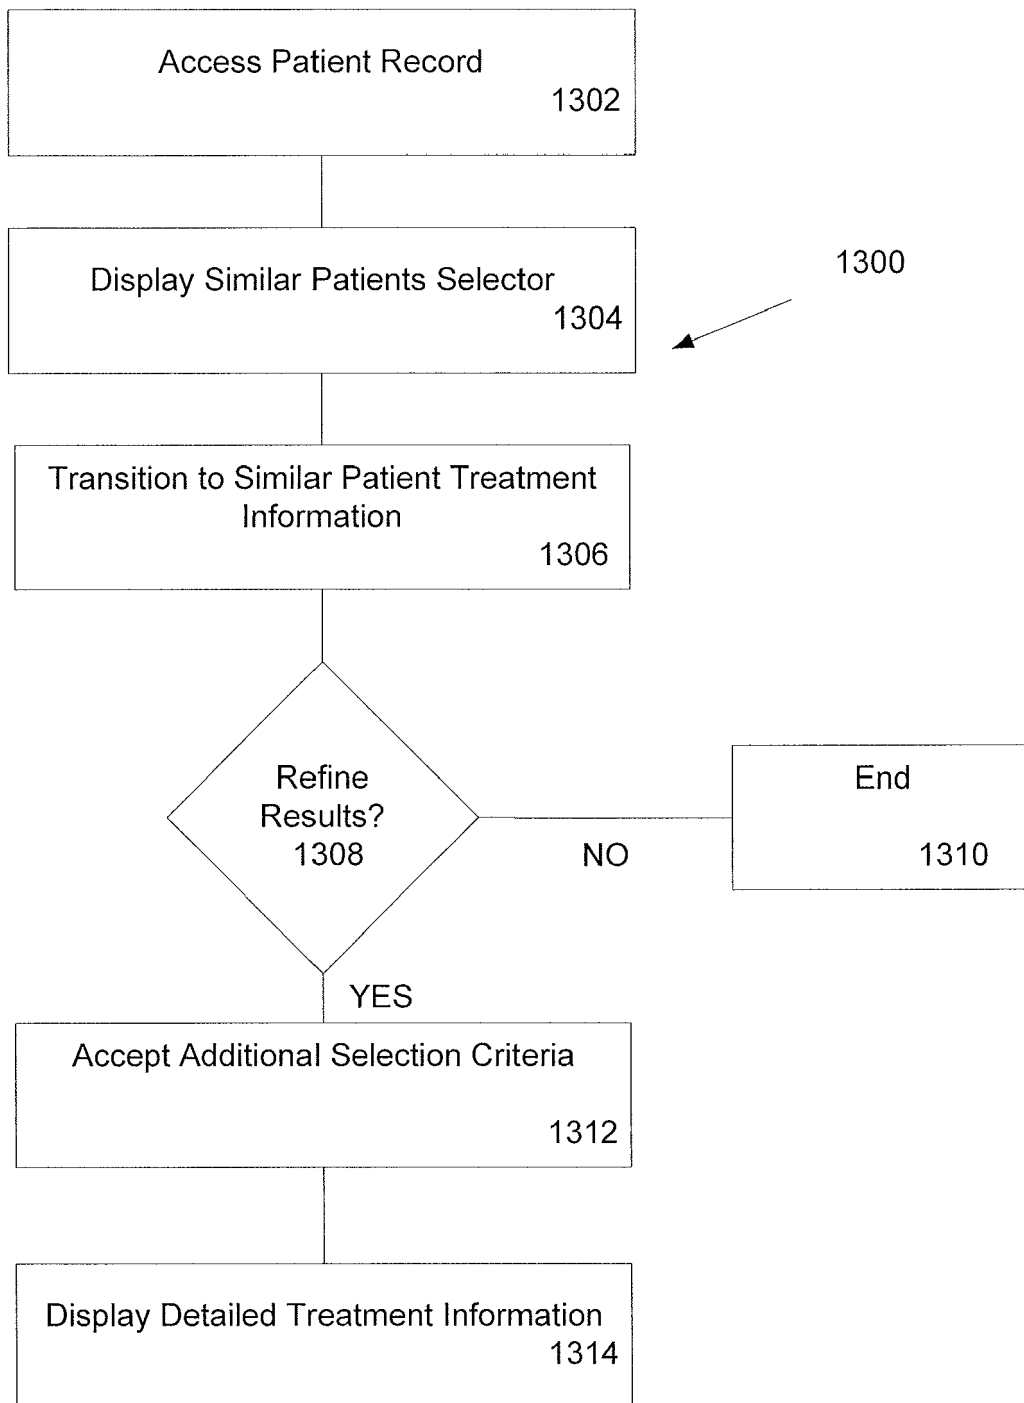 Access Patient Record
1302
Display Similar Patients Selector
1304
1300
Transition to Similar Patient Treatment
Information
1306
Refine
Results?
1308
NO
End
1310
YES
Accept Additional Selection Criteria
1312
Display Detailed Treatment Information
1314